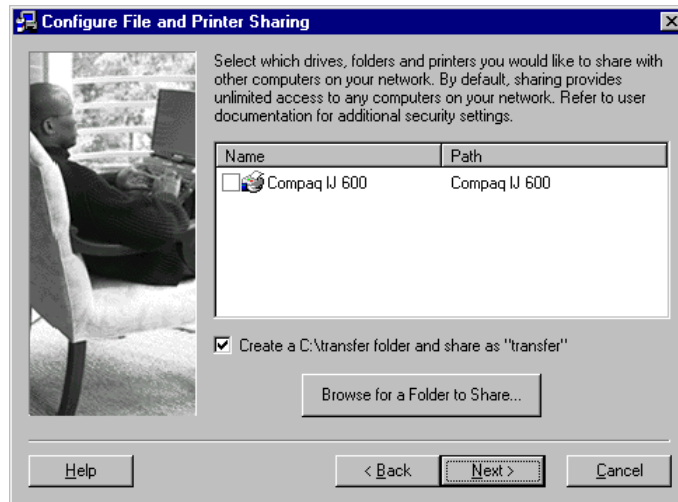 Configure File and Printer Sharing
Select which drives, folders and printers you would like to share with
other computers on your network. By default, sharing provides
unlimited access to any computers on your network. Refer to user
documentation for additional security settings.
Name Path
Compaq IJ 600 Compaq IJ 600
Create a C:\transfer folder and share as "transfer"
Browse for a Folder to Share...
Help < Back Next > Cancel